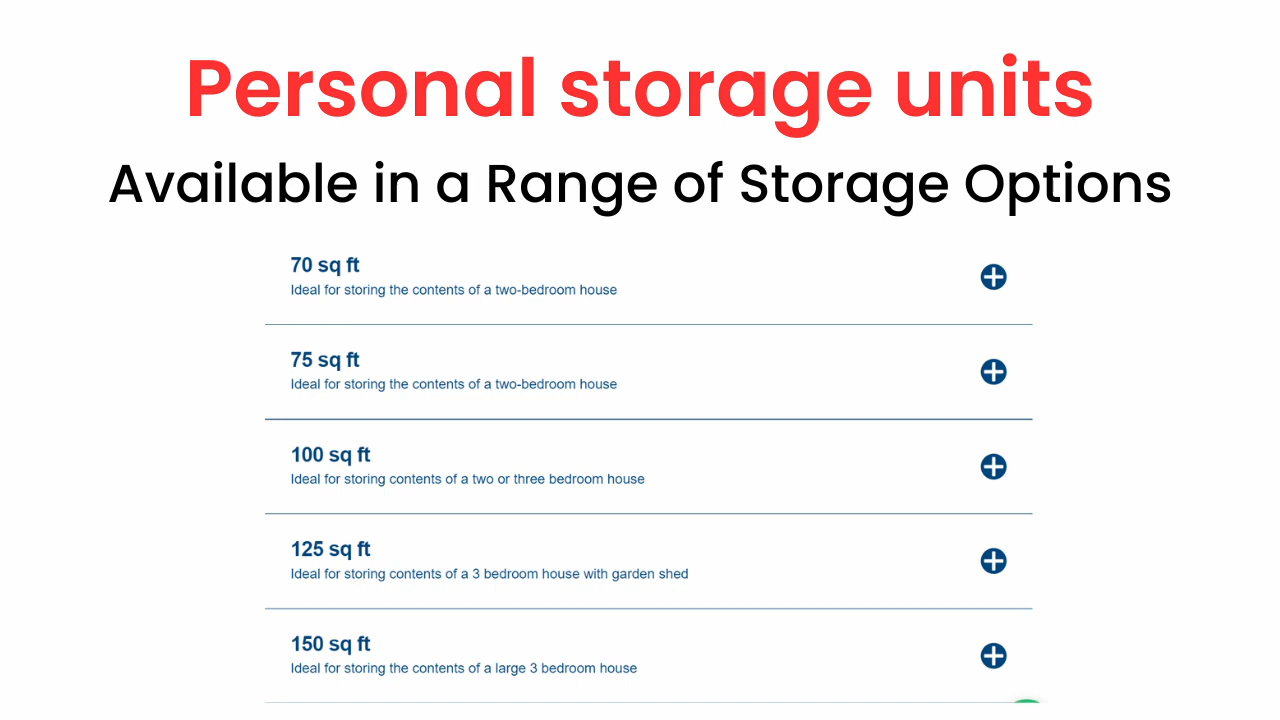 Personal storage units
Available in a Range of Storage Options
70 sq ft
Ideal for storing the contents of a two-bedroom house
75 sq ft
Ideal for storing the contents of a two-bedroom house
100 sq ft
Ideal for storing contents of a two or three bedroom house
125 sq ft
Ideal for storing contents of a 3 bedroom house with garden shed
150 sq ft
Ideal for storing the contents of a large 3 bedroom house